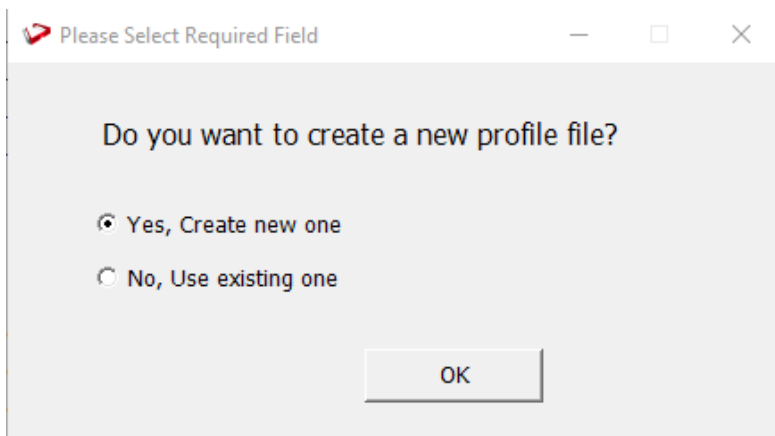 Please Select Required Field
Do you want to create a new profile file?
Yes, Create new one
No, Use existing one
OK